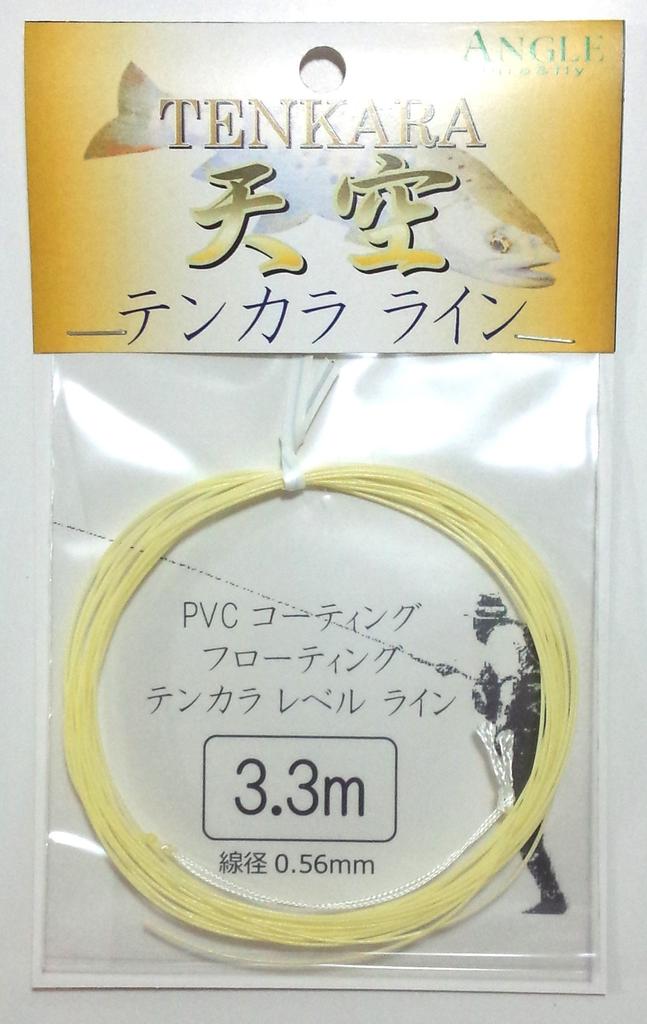 ANGLE
TENKARA
天空
テンカラ ライン
PVC コーティング
フローティング
テンカラ レベル ライン
3.3m
線径 0.56mm